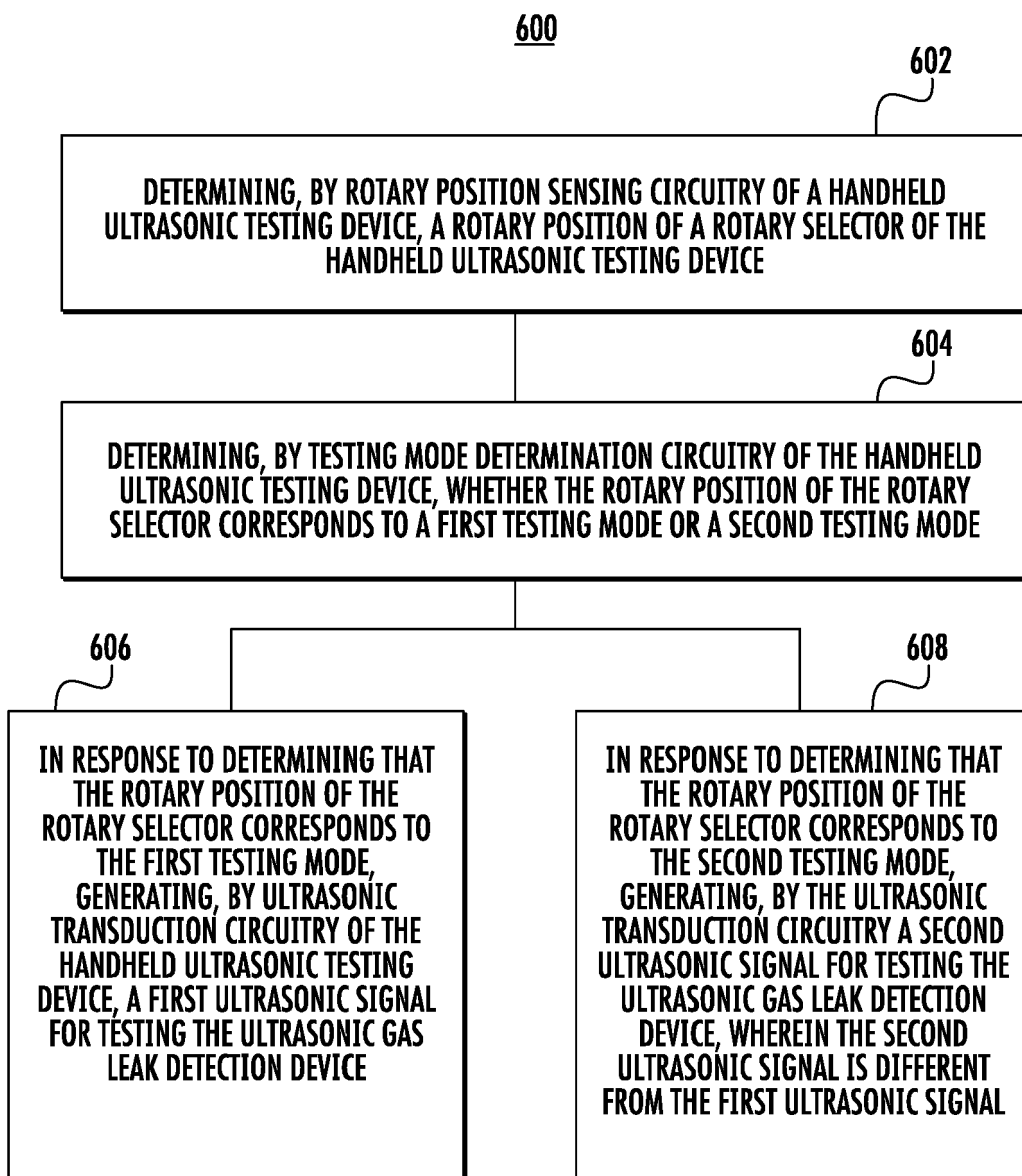 600
602
DETERMINING, BY ROTARY POSITION SENSING CIRCUITRY OF A HANDHELD
ULTRASONIC TESTING DEVICE, A ROTARY POSITION OF A ROTARY SELECTOR OF THE
HANDHELD ULTRASONIC TESTING DEVICE
604
DETERMINING, BY TESTING MODE DETERMINATION CIRCUITRY OF THE HANDHELD
ULTRASONIC TESTING DEVICE, WHETHER THE ROTARY POSITION OF THE ROTARY
SELECTOR CORRESPONDS TO A FIRST TESTING MODE OR A SECOND TESTING MODE
606
IN RESPONSE TO DETERMINING THAT
THE ROTARY POSITION OF THE
ROTARY SELECTOR CORRESPONDS TO
THE FIRST TESTING MODE,
GENERATING, BY ULTRASONIC
TRANSDUCTION CIRCUITRY OF THE
HANDHELD ULTRASONIC TESTING
DEVICE, A FIRST ULTRASONIC SIGNAL
FOR TESTING THE ULTRASONIC GAS
LEAK DETECTION DEVICE
608
IN RESPONSE TO DETERMINING THAT
THE ROTARY POSITION OF THE
ROTARY SELECTOR CORRESPONDS TO
THE SECOND TESTING MODE,
GENERATING, BY THE ULTRASONIC
TRANSDUCTION CIRCUITRY A SECOND
ULTRASONIC SIGNAL FOR TESTING THE
ULTRASONIC GAS LEAK DETECTION
DEVICE, WHEREIN THE SECOND
ULTRASONIC SIGNAL IS DIFFERENT
FROM THE FIRST ULTRASONIC SIGNAL